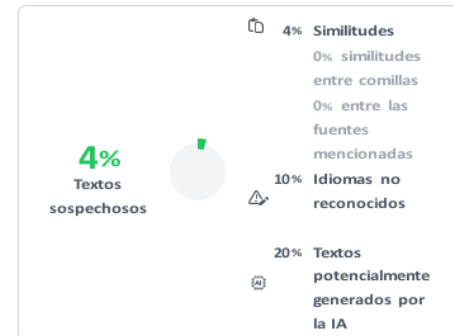 4%
Textos
sospechosos
4% Similitudes
0% similitudes
entre comillas
0% entre las
fuentes
mencionadas
10% Idiomas no
reconocidos
20% Textos
potencialmente
generados por
la IA
AI